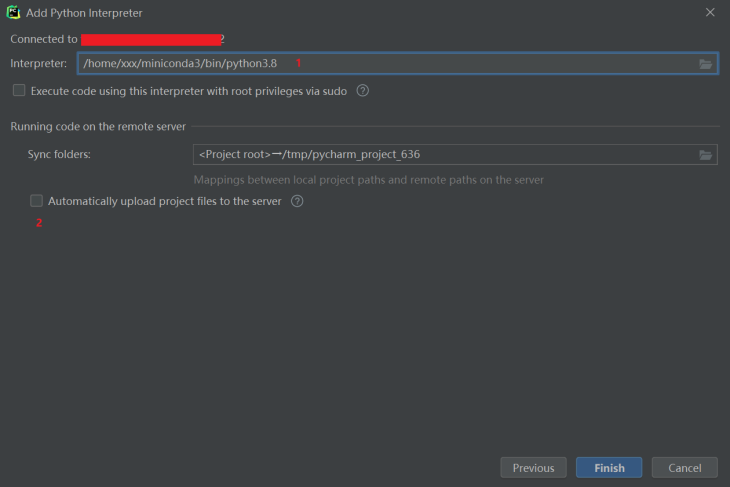 Add Python Interpreter
Connected to
Interpreter: /home/xxx/miniconda3/bin/python3.8 1
Execute code using this interpreter with root privileges via sudo ?
Running code on the remote server
Sync folders: <Project root>→/tmp/pycharm_project_636
Mappings between local project paths and remote paths on the server
Automatically upload project files to the server ?
2
Previous Finish Cancel